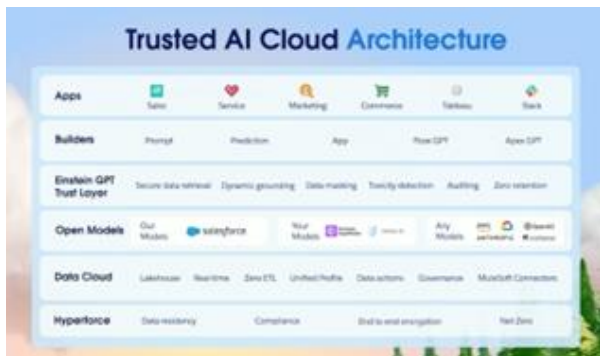 Trusted AI Cloud Architecture
Apps
Sales Service Marketing Commerce Tableau Slack
Builders
Prompt Prediction App Flow GPT Apex GPT
Einstein GPT
Trust Layer
Secure data retrieval Dynamic grounding Data masking Toxicity detection Auditing Zero retention
Open Models
Our
Models
salesforce
Your
Models
Any
Models
aws
Data Cloud
Lakehouse Real-time Zero ETL Unified Profile Data actions Governance MuleSoft Connectors
Hyperforce
Data residency Compliance End to end encryption Net Zero